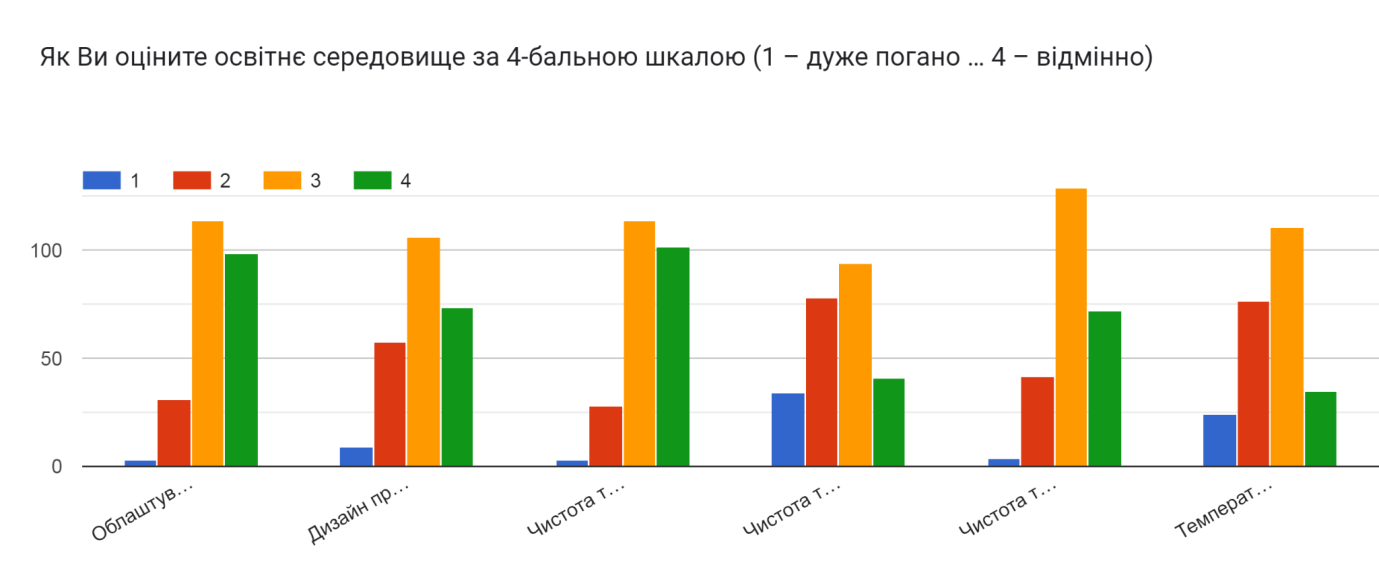 Як Ви оціните освітнє середовище за 4-бальною шкалою (1 – дуже погано ... 4 – відмінно)
1 2 3 4
100
50
0
Облаштув... Дизайн пр... Чистота т... Чистота т... Чистота т... Температ...